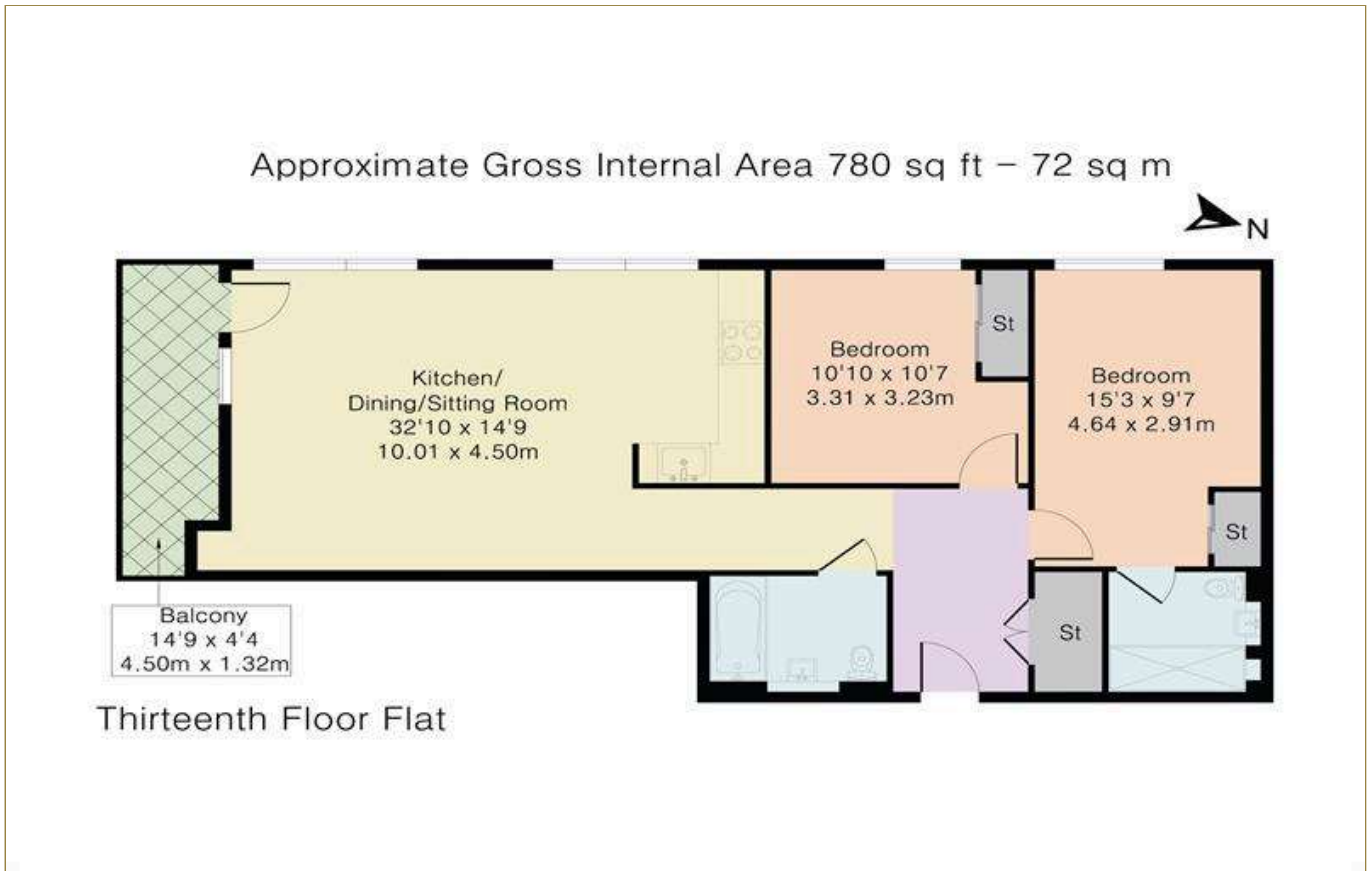 Approximate Gross Internal Area 780 sq ft – 72 sq m
N
Kitchen/
Dining/Sitting Room
32'10 x 14'9
10.01 x 4.50m
Bedroom
10'10 x 10'7
3.31 x 3.23m
St
Bedroom
15'3 x 9'7
4.64 x 2.91m
St
St
Balcony
14'9 x 4'4
4.50m x 1.32m
Thirteenth Floor Flat